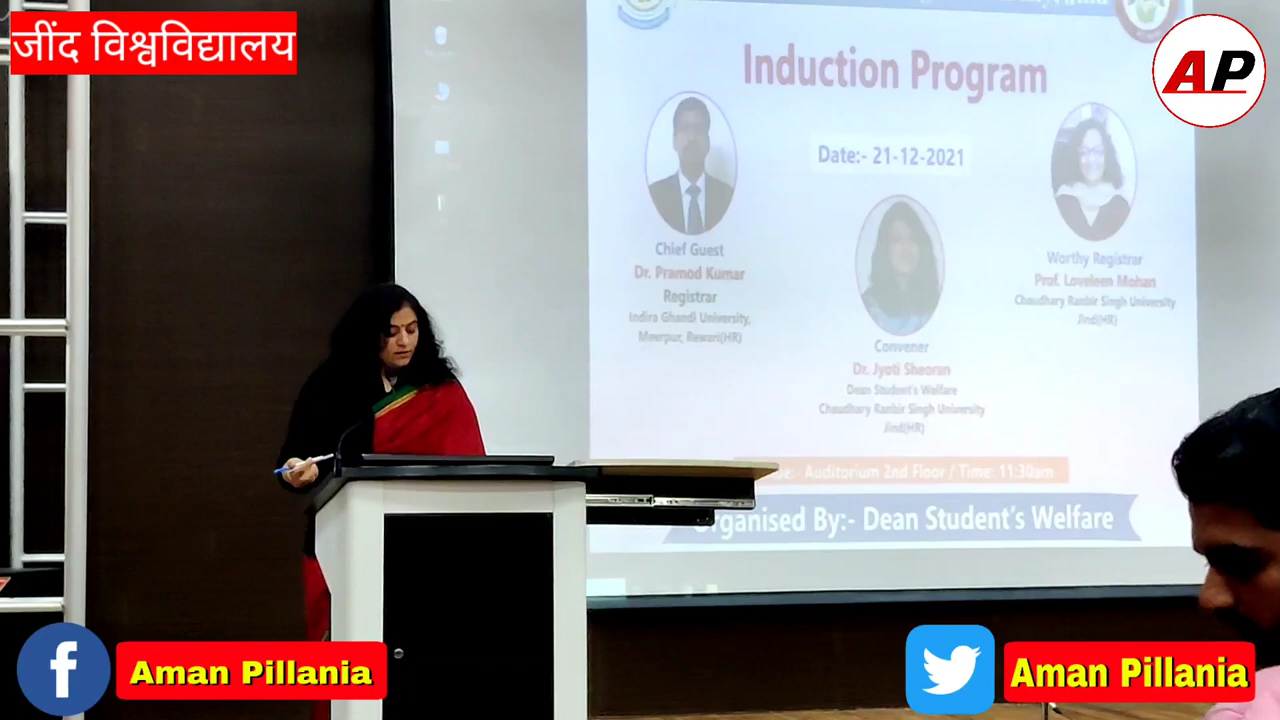 जींद विश्वविद्यालय
AP
Induction Program
Date:- 21-12-2021
Chief Guest
Dr. Pramod Kumar
Registrar
Indira Ghandi University,
Meerpur, Rewari(HR)
Worthy Registrar
Prof. Loveleen Mohan
Chaudhary Ranbir Singh University
Jind(HR)
Convener
Dr. Jyoti Sheoran
Dean Student's Welfare
Chaudhary Ranbir Singh University
Jind(HR)
Auditorium 2nd Floor / Time: 11:30am
Organised By:- Dean Student's Welfare
f Aman Pillania
Aman Pillania